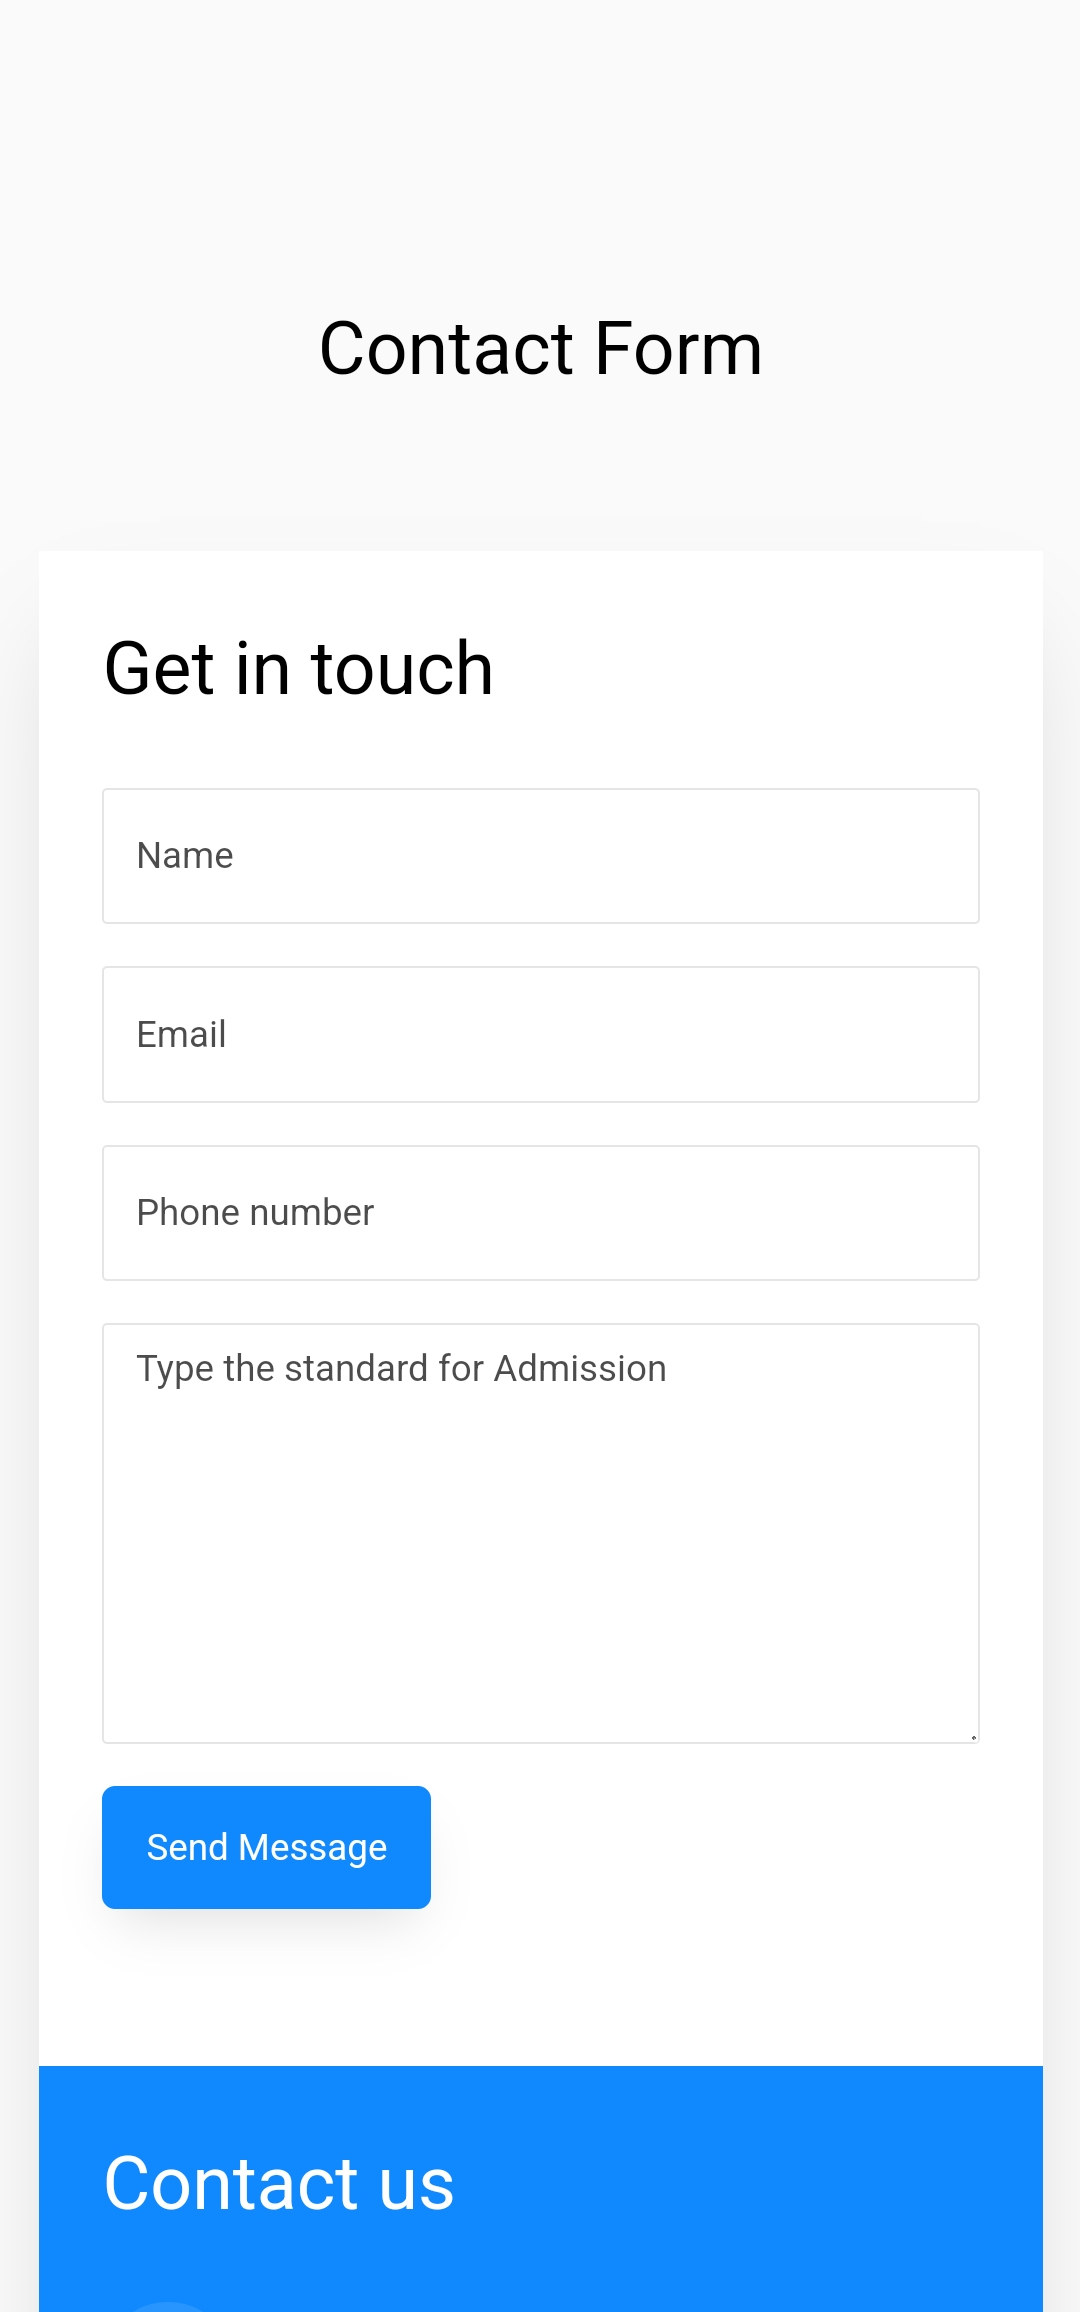 Contact Form
Get in touch
Name
Email
Phone number
Type the standard for Admission
Send Message
Contact us